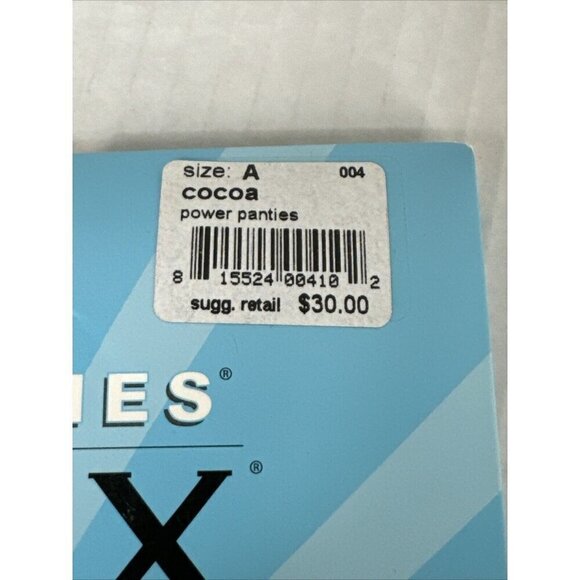 size: A 004
cocoa
power panties
8 15524 00410 2
sugg. retail $30.00
IES®
X®